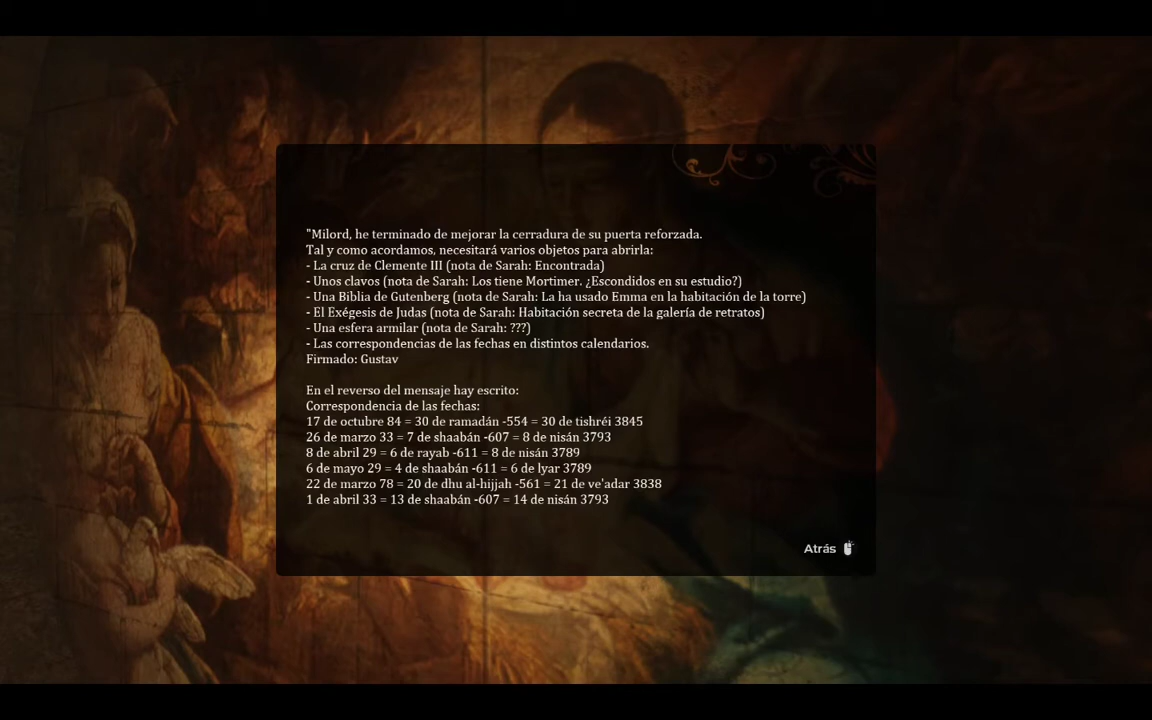 "Milord, he terminado de mejorar la cerradura de su puerta reforzada.
Tal y como acordamos, necesitará varios objetos para abrirla:
- La cruz de Clemente III (nota de Sarah: Encontrada)
- Unos clavos (nota de Sarah: Los tiene Mortimer. ¿Escondidos en su estudio?)
- Una Biblia de Gutenberg (nota de Sarah: La ha usado Emma en la habitación de la torre)
- El Exégesis de Judas (nota de Sarah: Habitación secreta de la galería de retratos)
- Una esfera armilar (nota de Sarah: ???)
- Las correspondencias de las fechas en distintos calendarios.
Firmado: Gustav
En el reverso del mensaje hay escrito:
Correspondencia de las fechas:
17 de octubre 84 = 30 de ramadán -554 = 30 de tishréi 3845
26 de marzo 33 = 7 de shaabán -607 = 8 de nisán 3793
8 de abril 29 = 6 de rayab -611 = 8 de nisán 3789
6 de mayo 29 = 4 de shaabán -611 = 6 de lyar 3789
22 de marzo 78 = 20 de dhu al-hijjah -561 = 21 de ve'adar 3838
1 de abril 33 = 13 de shaabán -607 = 14 de nisán 3793
Atrás